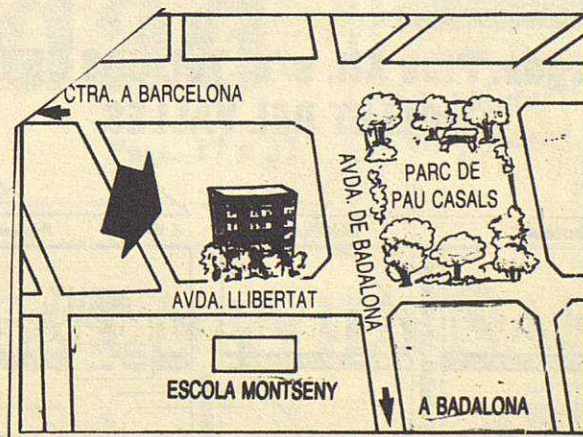 CTRA. A BARCELONA
AVDA. DE BADALONA
PARC DE
PAU CASALS
AVDA. LLIBERTAT
ESCOLA MONTSENY
A BADALONA